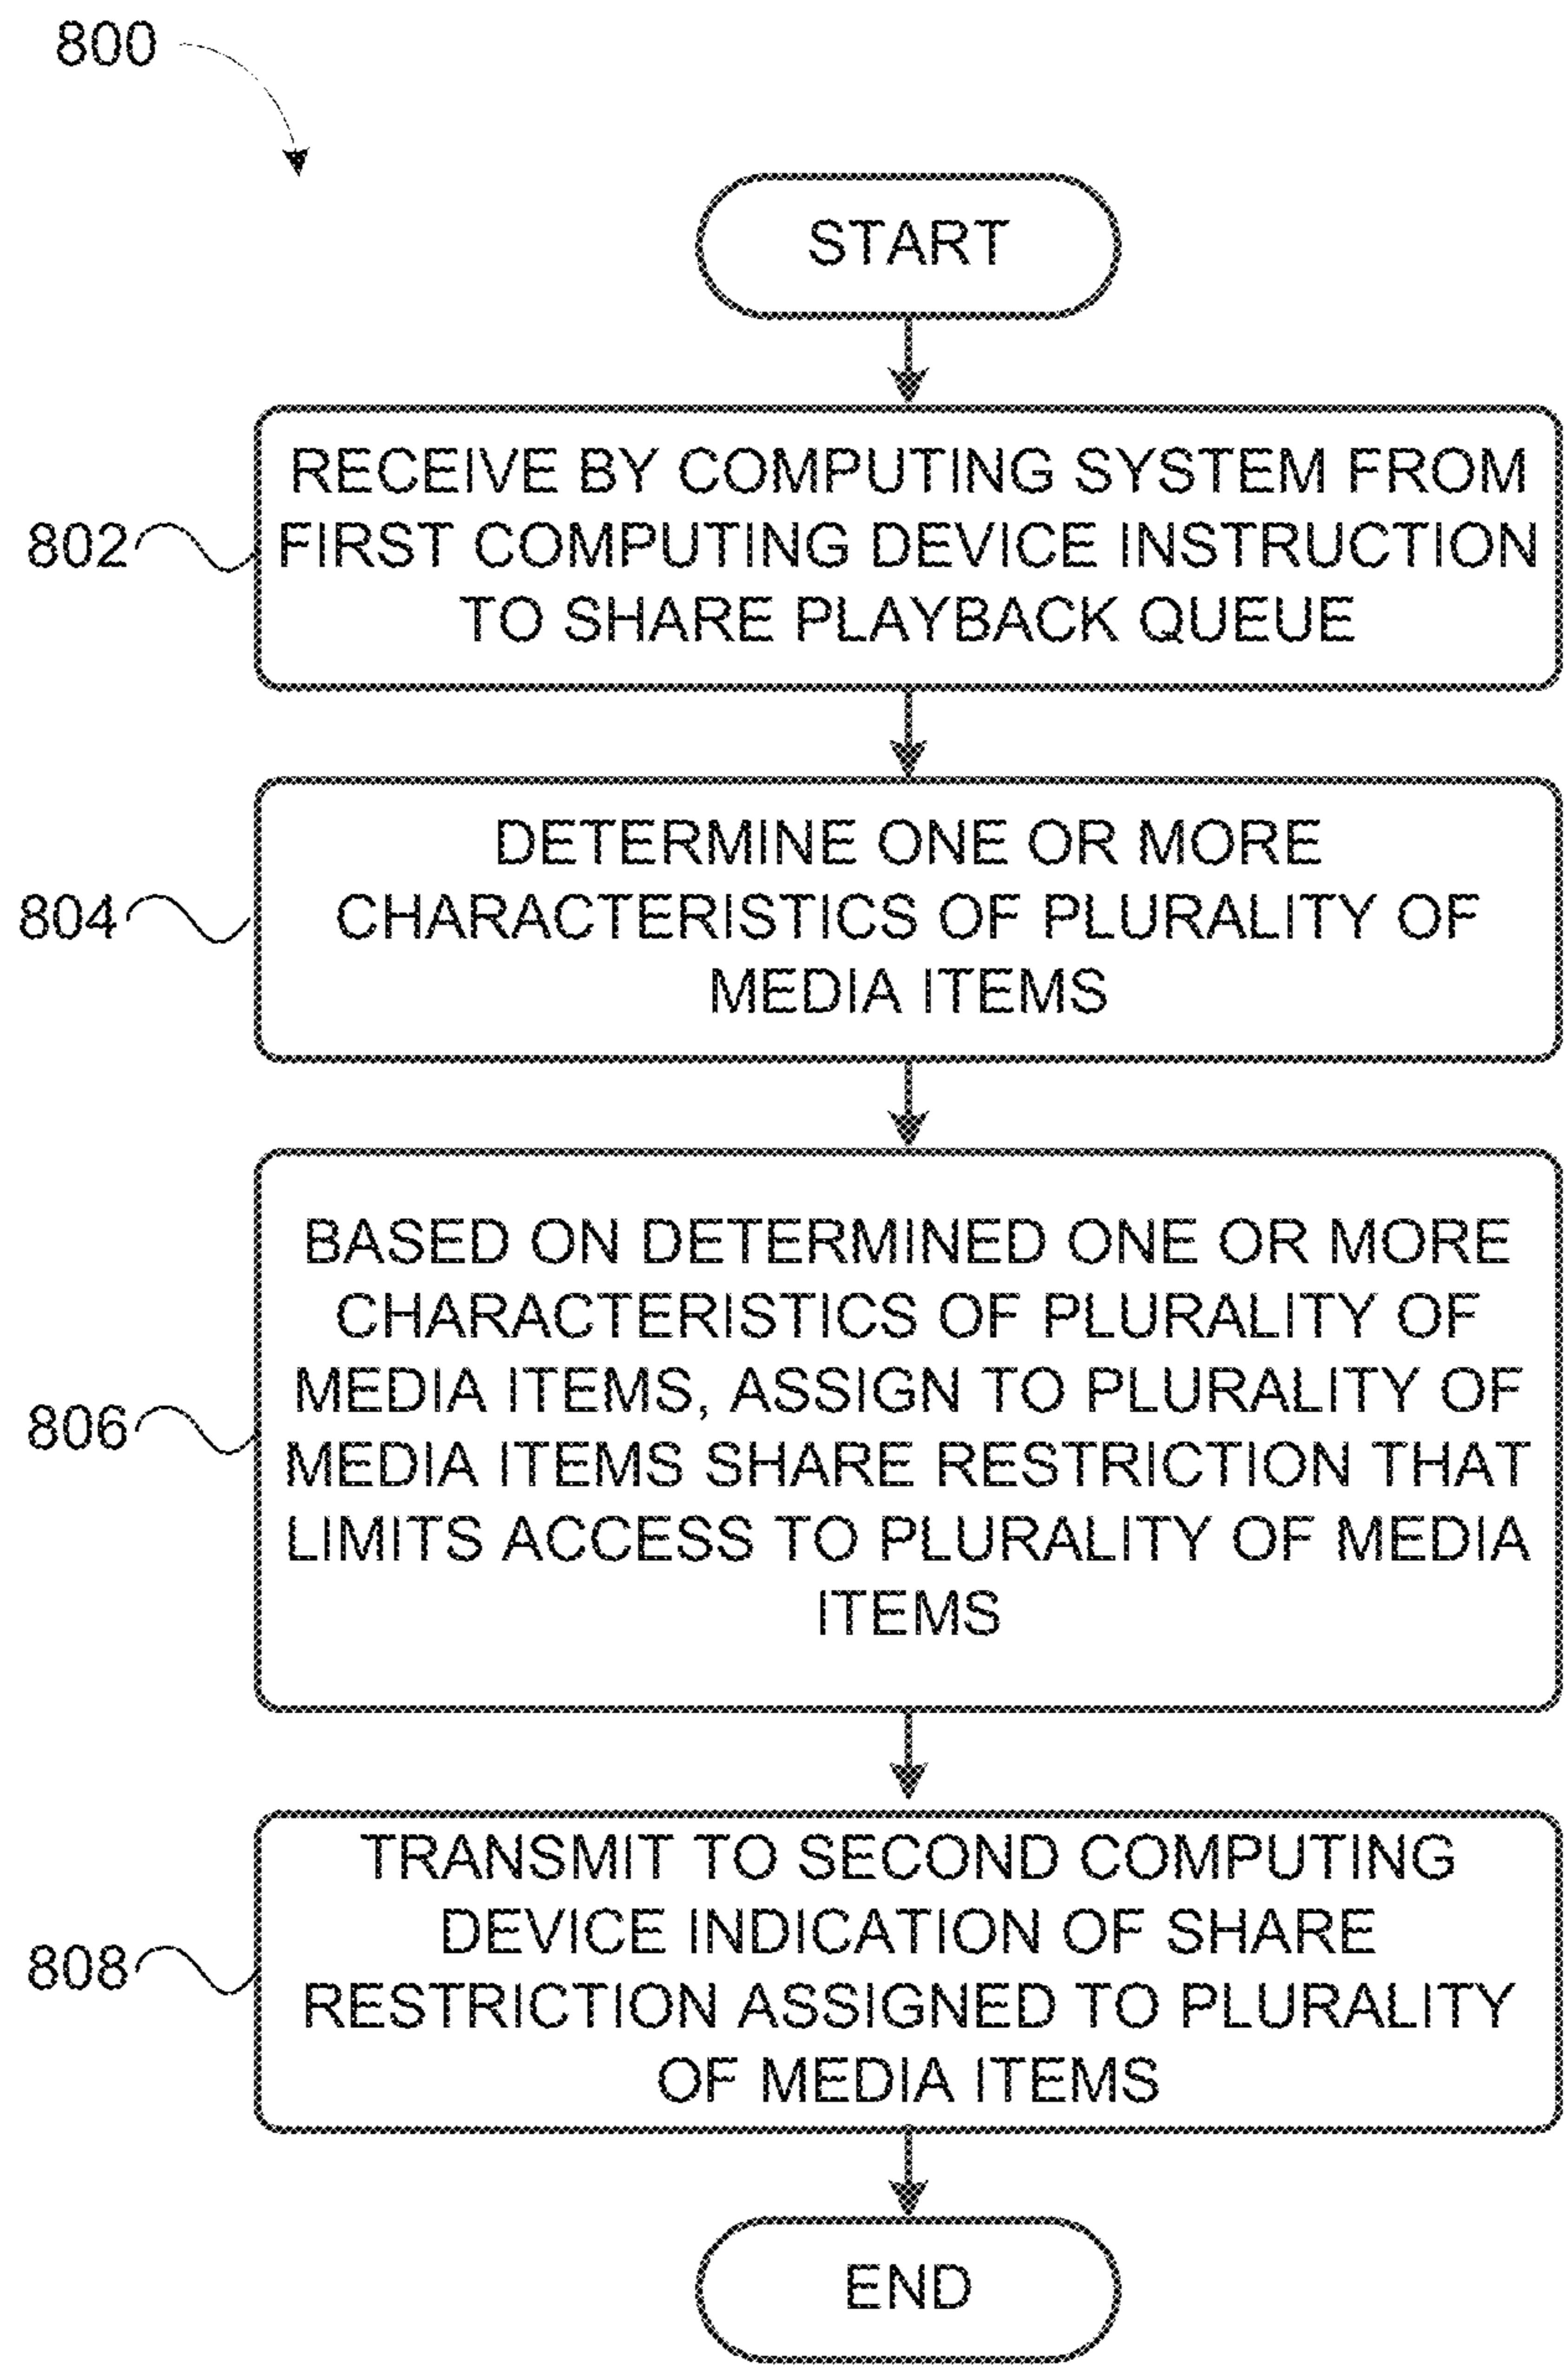 800
START
802
RECEIVE BY COMPUTING SYSTEM FROM
FIRST COMPUTING DEVICE INSTRUCTION
TO SHARE PLAYBACK QUEUE
804
DETERMINE ONE OR MORE
CHARACTERISTICS OF PLURALITY OF
MEDIA ITEMS
806
BASED ON DETERMINED ONE OR MORE
CHARACTERISTICS OF PLURALITY OF
MEDIA ITEMS, ASSIGN TO PLURALITY OF
MEDIA ITEMS SHARE RESTRICTION THAT
LIMITS ACCESS TO PLURALITY OF MEDIA
ITEMS
808
TRANSMIT TO SECOND COMPUTING
DEVICE INDICATION OF SHARE
RESTRICTION ASSIGNED TO PLURALITY
OF MEDIA ITEMS
END